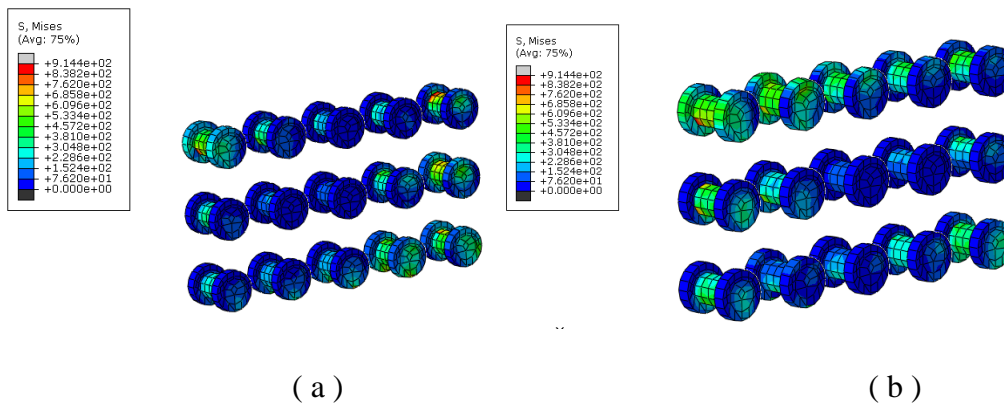 S, Mises
(Avg: 75%)
+9.144e+02
+8.382e+02
+7.620e+02
+6.858e+02
+6.096e+02
+5.334e+02
+4.572e+02
+3.810e+02
+3.048e+02
+2.286e+02
+1.524e+02
+7.620e+01
+0.000e+00
S, Mises
(Avg: 75%)
+9.144e+02
+8.382e+02
+7.620e+02
+6.858e+02
+6.096e+02
+5.334e+02
+4.572e+02
+3.810e+02
+3.048e+02
+2.286e+02
+1.524e+02
+7.620e+01
+0.000e+00
( a )
( b )